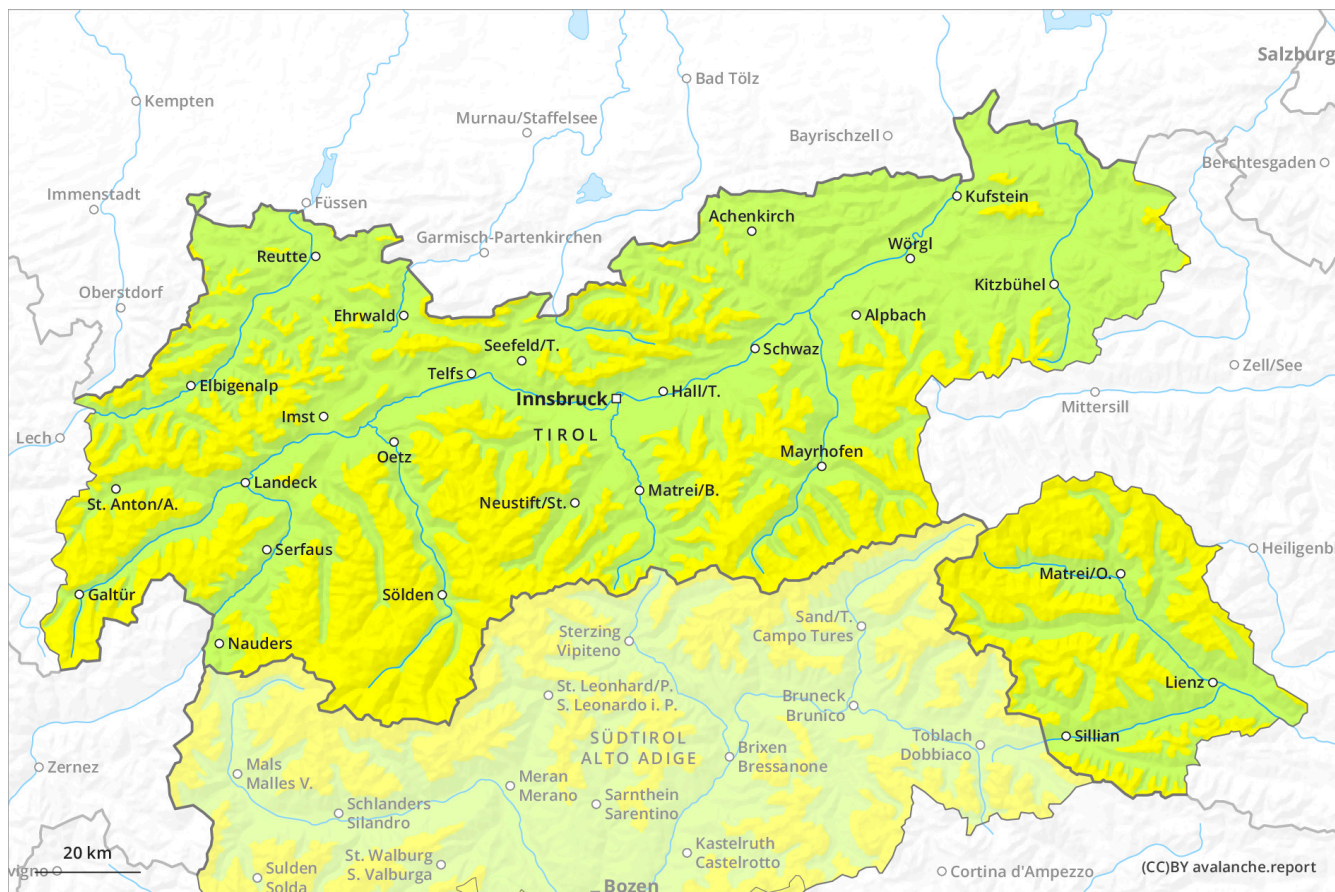 Salzburg
Bad Tölz
Kempten
Murnau/Staffelsee
Bayrischzell
Berchtesgaden
Immenstadt
Füssen
Kufstein
Achenkirch
Garmisch-Partenkirchen
Wörgl
Reutte
Kitzbühel
Oberstdorf
Ehrwald
Alpbach
Seefeld/T.
Schwaz
Zell/See
Telfs
Elbigenalp
Innsbruck
Hall/T.
Mittersill
Imst
Lech
TIROL
Oetz
Mayrhofen
Landeck
St. Anton/A.
Neustift/St.
Matrei/B.
Serfaus
Heiligenb
Matrei/O.
Galtür
Sölden
Sand/T.
Campo Tures
Sterzing
Vipiteno
Nauders
Lienz
St. Leonhard/P.
S. Leonardo i. P.
Bruneck
Brunico
Sillian
SÜDTIROL
ALTO ADIGE
Toblach
Dobbiaco
Brixen
Bressanone
Zernez
Mals
Malles V.
Meran
Merano
Sarnthein
Sarentino
Schlanders
Silandro
Kastelruth
Castelrotto
20 km
St. Walburg
S. Valburga
vigno
Sulden
Solda
Cortina d'Ampezzo
(CC)BY avalanche.report
Bozen